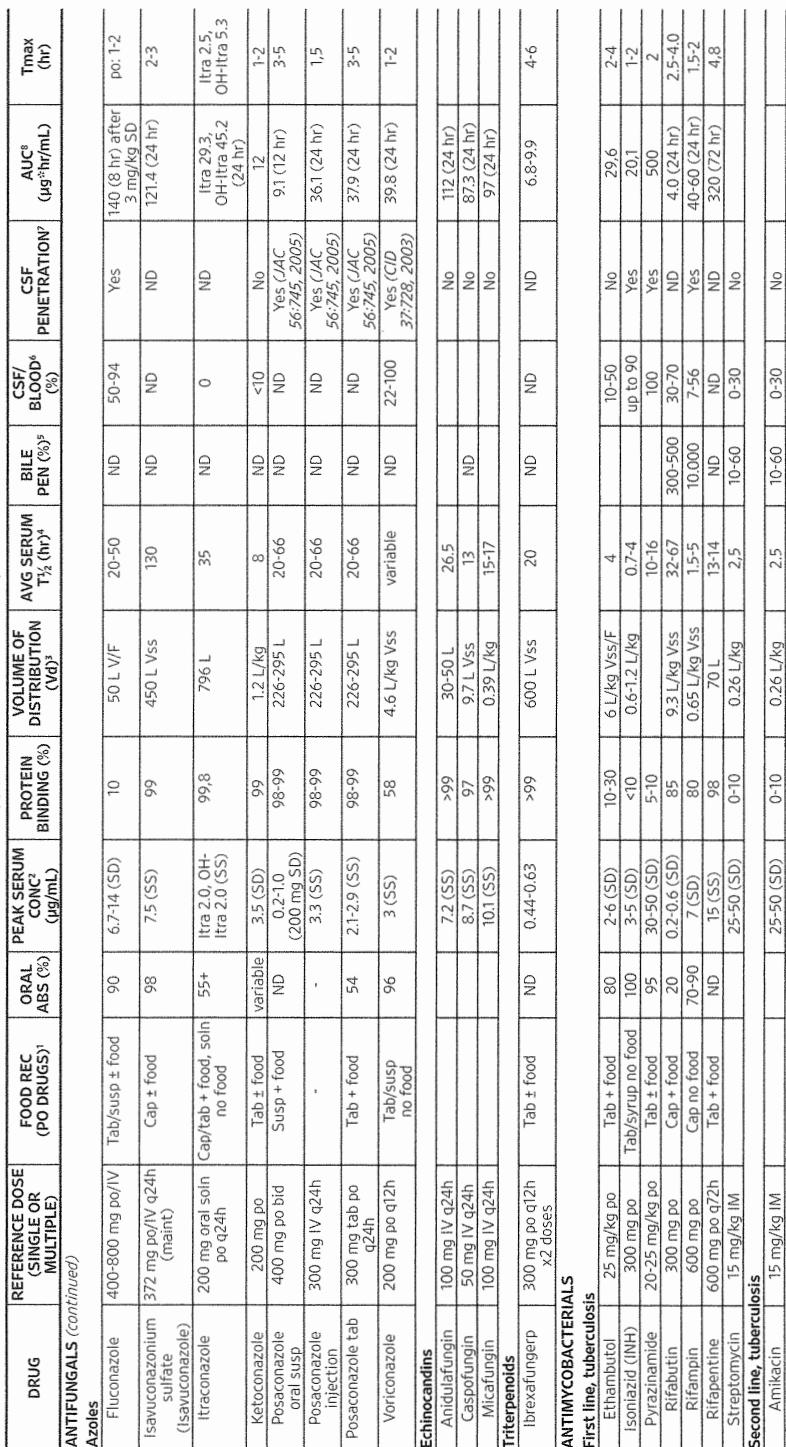 DRUG | REFERENCE DOSE (SINGLE OR MULTIPLE) | FOOD REC (PO DRUGS)¹ | ORAL ABS (%) | PEAK SERUM CONC² (µg/mL) | PROTEIN BINDING (%) | VOLUME OF DISTRIBUTION (Vd)³ | AVG SERUM T½ (hr)⁴ | BILE PEN (%)⁵ | CSF/ BLOOD⁶ (%) | CSF PENETRATION⁷ | AUC⁸ (µg*hr/mL) | Tmax (hr)
ANTIFUNGALS (continued)
Azoles
Fluconazole | 400-800 mg po/IV | Tab/susp ± food | 90 | 6.7-14 (SD) | 10 | 50 L V/F | 20-50 | ND | 50-94 | Yes | 140 (8 hr) after 3 mg/kg SD | po: 1-2
Isavuconazonium sulfate (Isavuconazole) | 372 mg po/IV q24h (maint) | Cap ± food | 98 | 7.5 (SS) | 99 | 450 L Vss | 130 | ND | ND | ND | 121.4 (24 hr) | 2-3
Itraconazole | 200 mg oral soln po q24h | Cap/tab + food, soln no food | 55+ | Itra 2.0, OH-Itra 2.0 (SS) | 99,8 | 796 L | 35 | ND | 0 | ND | Itra 29.3, OH-Itra 45.2 (24 hr) | Itra 2.5, OH-Itra 5.3
Ketoconazole | 200 mg po | Tab ± food | variable | 3.5 (SD) | 99 | 1.2 L/kg | 8 | ND | <10 | No | 12 | 1-2
Posaconazole oral susp | 400 mg po bid | Susp + food | ND | 0.2-1.0 (200 mg SD) | 98-99 | 226-295 L | 20-66 | ND | ND | Yes (JAC 56:745, 2005) | 9.1 (12 hr) | 3-5
Posaconazole injection | 300 mg IV q24h | - | - | 3.3 (SS) | 98-99 | 226-295 L | 20-66 | ND | ND | Yes (JAC 56:745, 2005) | 36.1 (24 hr) | 1,5
Posaconazole tab | 300 mg tab po q24h | Tab + food | 54 | 2.1-2.9 (SS) | 98-99 | 226-295 L | 20-66 | ND | ND | Yes (JAC 56:745, 2005) | 37.9 (24 hr) | 3-5
Voriconazole | 200 mg po q12h | Tab/susp no food | 96 | 3 (SS) | 58 | 4.6 L/kg Vss | variable | ND | 22-100 | Yes (CID 37:728, 2003) | 39.8 (24 hr) | 1-2
Echinocandins
Anidulafungin | 100 mg IV q24h | | | 7.2 (SS) | >99 | 30-50 L | 26.5 | | | No | 112 (24 hr) |
Caspofungin | 50 mg IV q24h | | | 8.7 (SS) | 97 | 9.7 L Vss | 13 | ND | | No | 87.3 (24 hr) |
Micafungin | 100 mg IV q24h | | | 10.1 (SS) | >99 | 0.39 L/kg | 15-17 | | | No | 97 (24 hr) |
Triterpenoids
Ibrexafungerp | 300 mg po q12h x2 doses | Tab ± food | ND | 0.44-0.63 | >99 | 600 L Vss | 20 | ND | ND | ND | 6.8-9.9 | 4-6
ANTIMYCOBACTERIALS
First line, tuberculosis
Ethambutol | 25 mg/kg po | Tab + food | 80 | 2-6 (SD) | 10-30 | 6 L/kg Vss/F | 4 | | 10-50 | No | 29,6 | 2-4
Isoniazid (INH) | 300 mg po | Tab/syrup no food | 100 | 3-5 (SD) | <10 | 0.6-1.2 L/kg | 0.7-4 | | up to 90 | Yes | 20,1 | 1-2
Pyrazinamide | 20-25 mg/kg po | Tab ± food | 95 | 30-50 (SD) | 5-10 | | 10-16 | | 100 | Yes | 500 | 2
Rifabutin | 300 mg po | Cap + food | 20 | 0.2-0.6 (SD) | 85 | 9.3 L/kg Vss | 32-67 | 300-500 | 30-70 | ND | 4.0 (24 hr) | 2.5-4.0
Rifampin | 600 mg po | Cap no food | 70-90 | 7 (SD) | 80 | 0.65 L/kg Vss | 1.5-5 | 10.000 | 7-56 | Yes | 40-60 (24 hr) | 1.5-2
Rifapentine | 600 mg po q72h | Tab + food | ND | 15 (SS) | 98 | 70 L | 13-14 | ND | ND | ND | 320 (72 hr) | 4,8
Streptomycin | 15 mg/kg IM | | | 25-50 (SD) | 0-10 | 0.26 L/kg | 2,5 | 10-60 | 0-30 | No | |
Second line, tuberculosis
Amikacin | 15 mg/kg IM | | | 25-50 (SD) | 0-10 | 0.26 L/kg | 2.5 | 10-60 | 0-30 | No | |